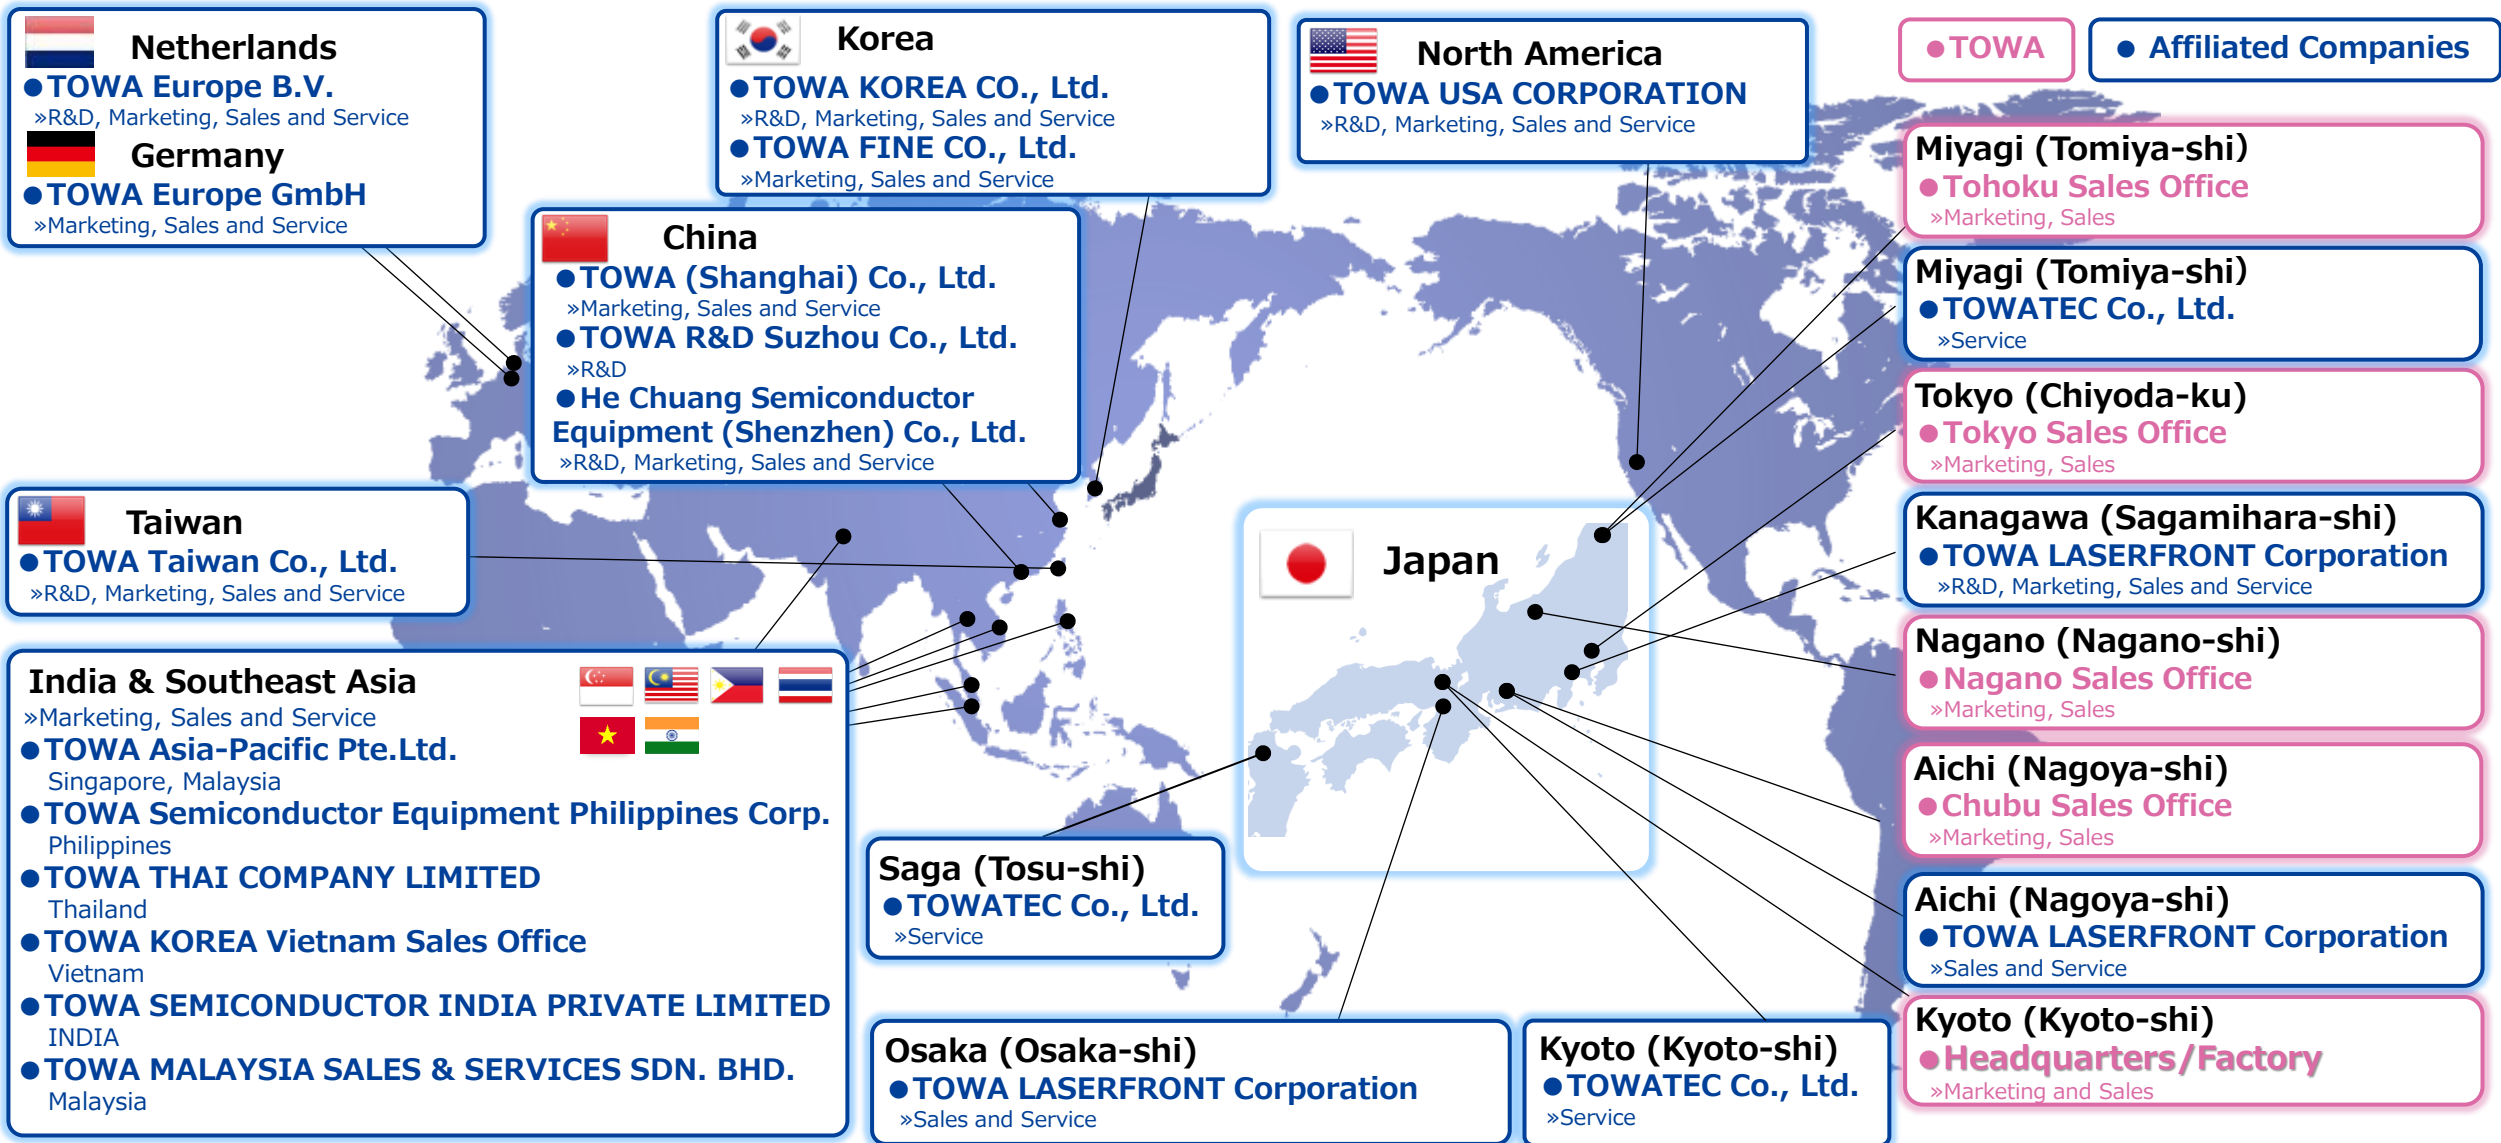 Netherlands
●TOWA Europe B.V.
»R&D, Marketing, Sales and Service
Germany
●TOWA Europe GmbH
»Marketing, Sales and Service
Korea
●TOWA KOREA CO., Ltd.
»R&D, Marketing, Sales and Service
●TOWA FINE CO., Ltd.
»Marketing, Sales and Service
North America
●TOWA USA CORPORATION
»R&D, Marketing, Sales and Service
●TOWA
● Affiliated Companies
China
●TOWA (Shanghai) Co., Ltd.
»Marketing, Sales and Service
●TOWA R&D Suzhou Co., Ltd.
»R&D
●He Chuang Semiconductor
Equipment (Shenzhen) Co., Ltd.
»R&D, Marketing, Sales and Service
Taiwan
●TOWA Taiwan Co., Ltd.
»R&D, Marketing, Sales and Service
India & Southeast Asia
»Marketing, Sales and Service
●TOWA Asia-Pacific Pte.Ltd.
Singapore, Malaysia
●TOWA Semiconductor Equipment Philippines Corp.
Philippines
●TOWA THAI COMPANY LIMITED
Thailand
●TOWA KOREA Vietnam Sales Office
Vietnam
●TOWA SEMICONDUCTOR INDIA PRIVATE LIMITED
INDIA
●TOWA MALAYSIA SALES & SERVICES SDN. BHD.
Malaysia
Japan
Saga (Tosu-shi)
●TOWATEC Co., Ltd.
»Service
Osaka (Osaka-shi)
●TOWA LASERFRONT Corporation
»Sales and Service
Kyoto (Kyoto-shi)
●TOWATEC Co., Ltd.
»Service
Miyagi (Tomiya-shi)
●Tohoku Sales Office
»Marketing, Sales
Miyagi (Tomiya-shi)
●TOWATEC Co., Ltd.
»Service
Tokyo (Chiyoda-ku)
●Tokyo Sales Office
»Marketing, Sales
Kanagawa (Sagamihara-shi)
●TOWA LASERFRONT Corporation
»R&D, Marketing, Sales and Service
Nagano (Nagano-shi)
●Nagano Sales Office
»Marketing, Sales
Aichi (Nagoya-shi)
●Chubu Sales Office
»Marketing, Sales
Aichi (Nagoya-shi)
●TOWA LASERFRONT Corporation
»Sales and Service
Kyoto (Kyoto-shi)
●Headquarters/Factory
»Marketing and Sales